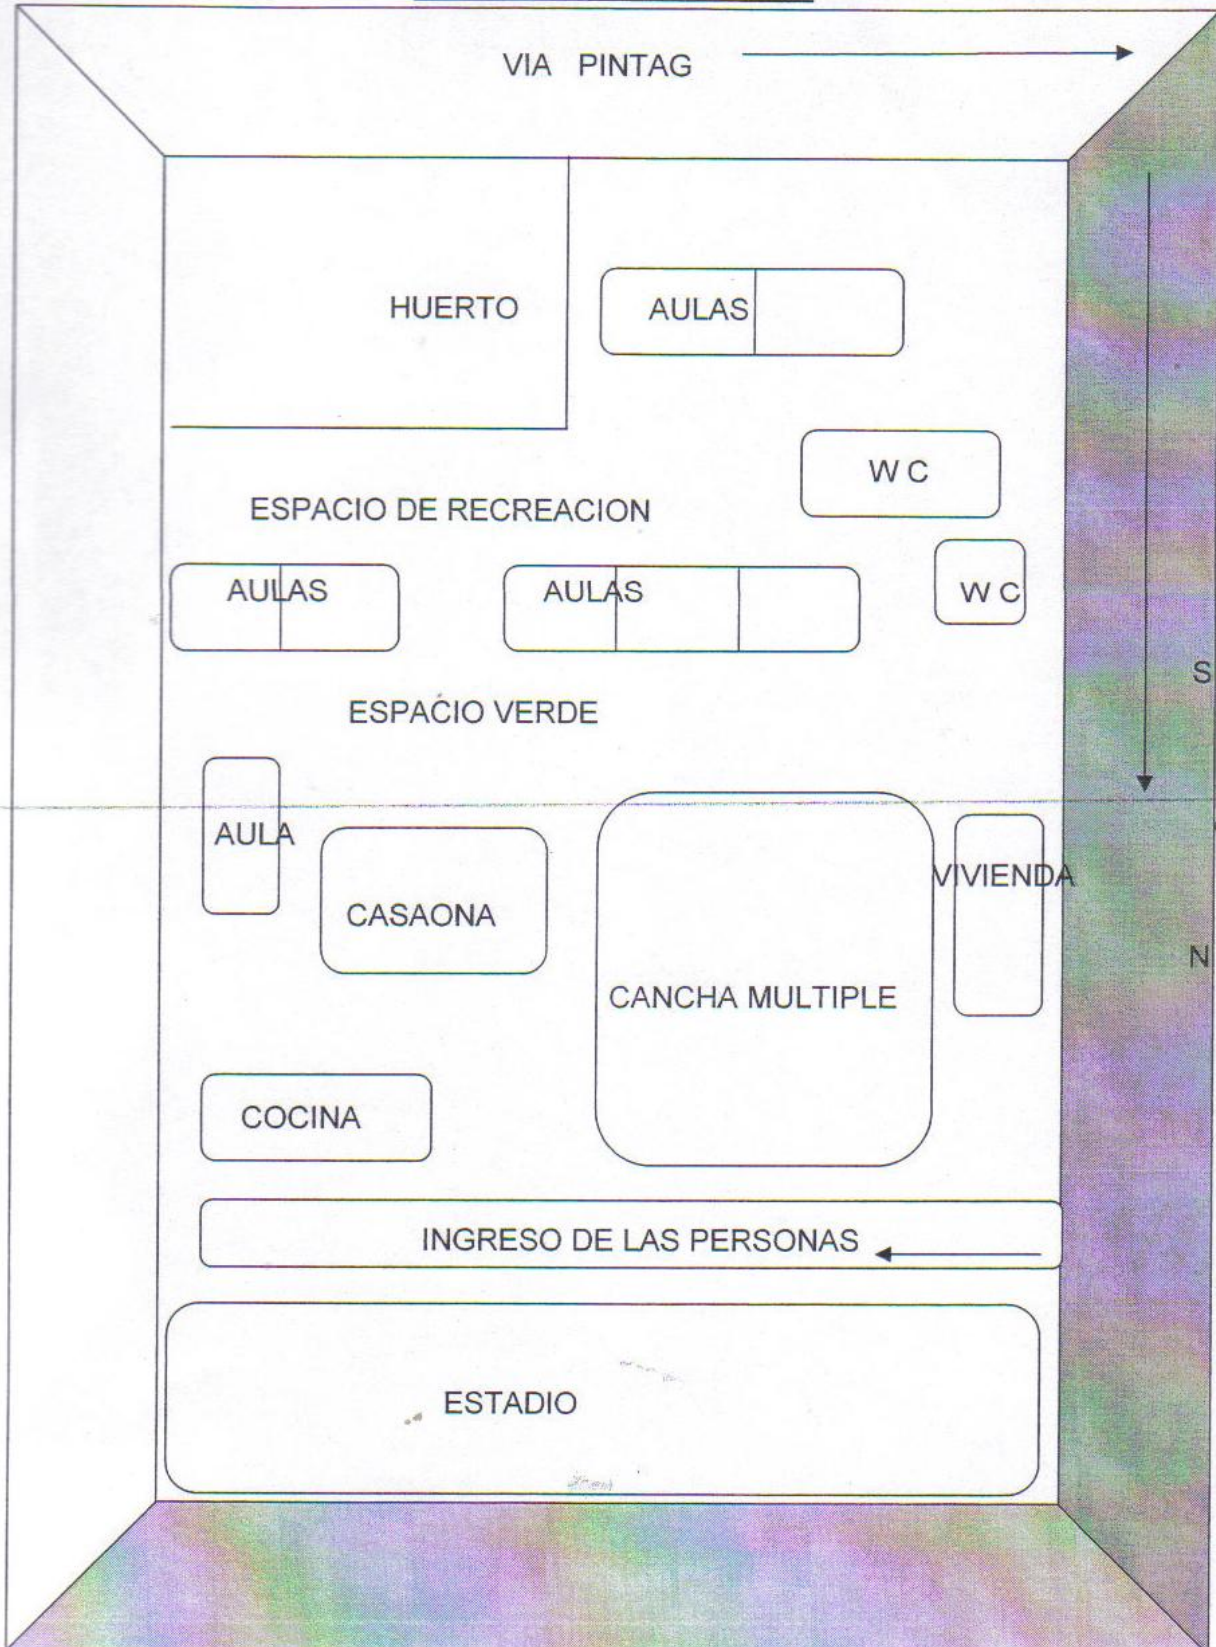 VIA PINTAG
HUERTO
AULAS
W C
ESPACIO DE RECREACION
AULAS
AULAS
W C
S
ESPACIO VERDE
AULA
VIVIENDA
CASAONA
N
CANCHA MULTIPLE
COCINA
INGRESO DE LAS PERSONAS
ESTADIO